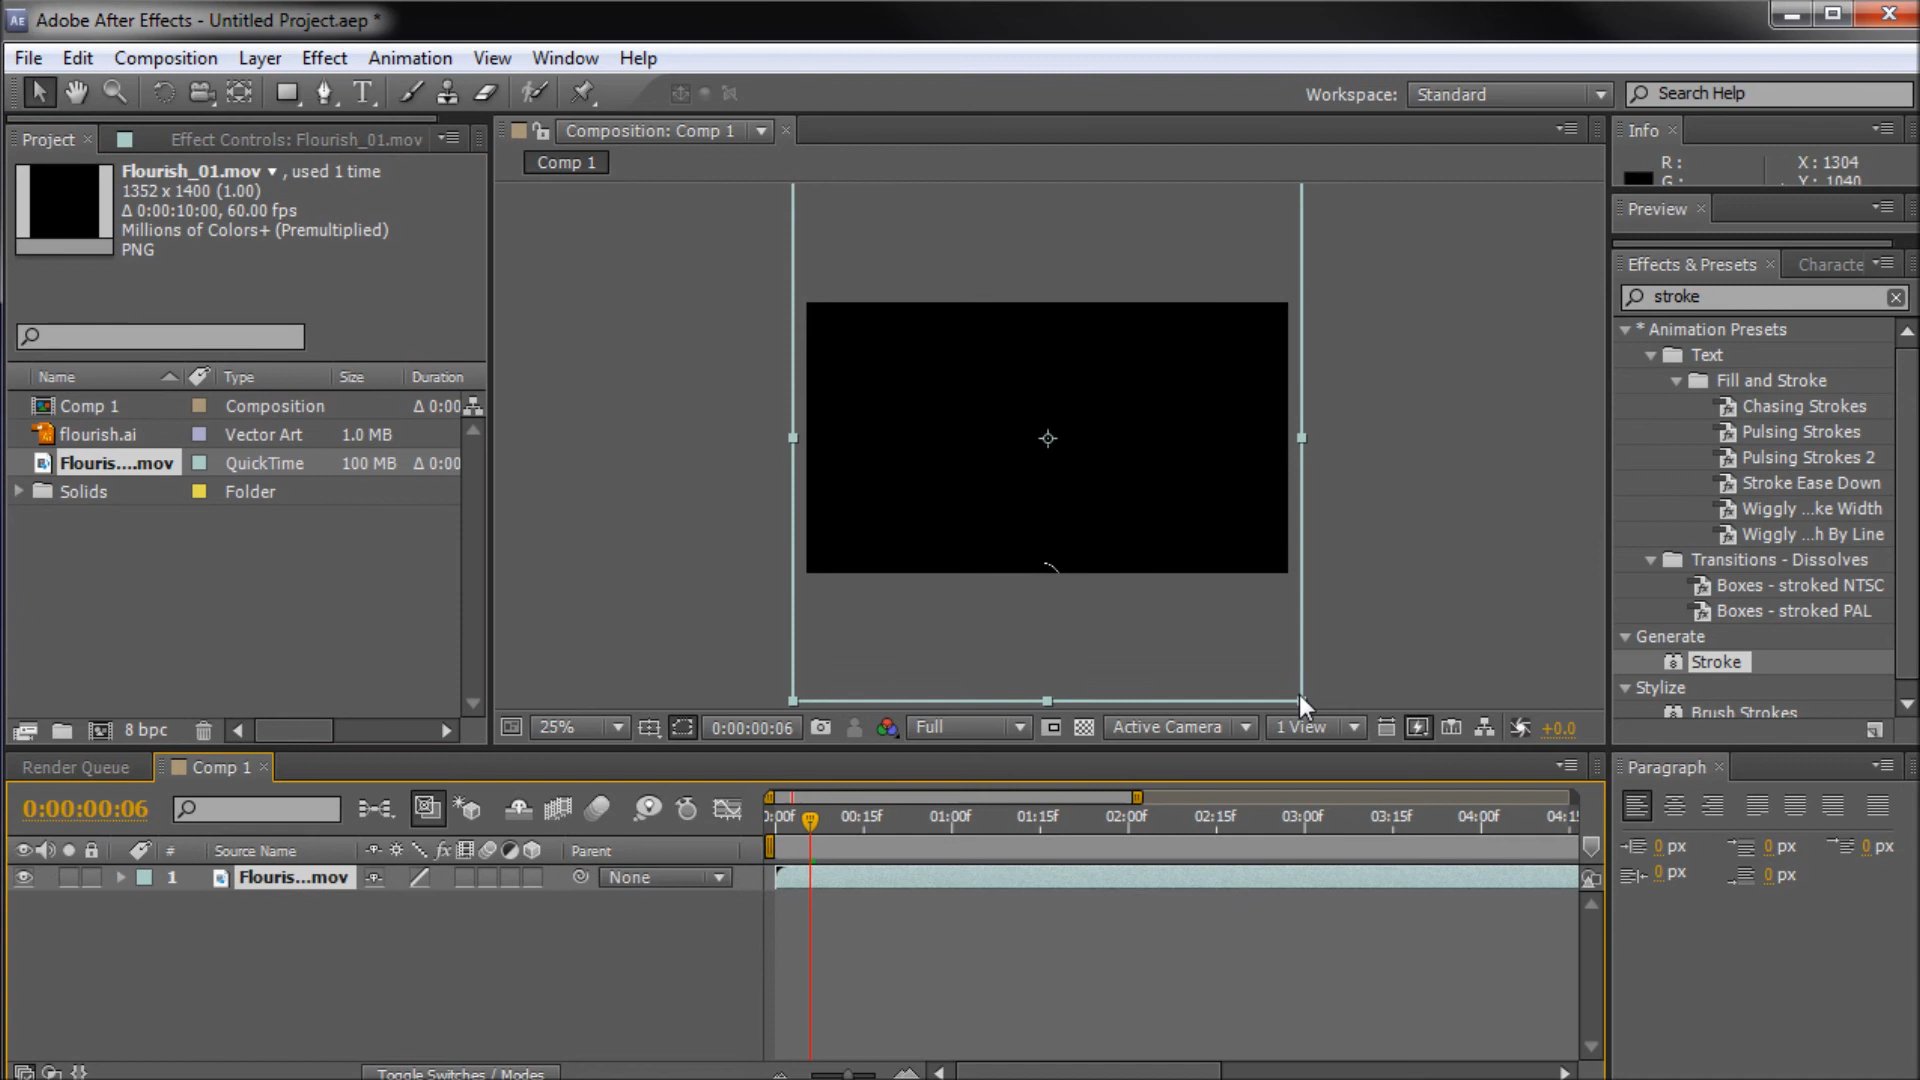 Ae Adobe After Effects - Untitled Project.aep *
File Edit Composition Layer Effect Animation View Window Help
T Workspace: Standard Search Help
Project Effect Controls: Flourish_01.mov
Flourish_01.mov , used 1 time
1352 x 1400 (1.00)
Δ 0:00:10:00, 60.00 fps
Millions of Colors+ (Premultiplied)
PNG
Name Type Size Duration
Comp 1 Composition Δ 0:00
flourish.ai Vector Art 1.0 MB
Flouris....mov QuickTime 100 MB Δ 0:00
Solids Folder
8 bpc
Composition: Comp 1
Comp 1
25% 0:00:00:06 Full Active Camera 1 View +0.0
Info
R : X : 1304
G : Y : 1040
Preview
Effects & Presets Characte
stroke
* Animation Presets
Text
Fill and Stroke
Chasing Strokes
Pulsing Strokes
Pulsing Strokes 2
Stroke Ease Down
Wiggly ...ke Width
Wiggly ...h By Line
Transitions - Dissolves
Boxes - stroked NTSC
Boxes - stroked PAL
Generate
Stroke
Stylize
Brush Strokes
Render Queue Comp 1
0:00:00:06
:00f 00:15f 01:00f 01:15f 02:00f 02:15f 03:00f 03:15f 04:00f 04:1
# Source Name fx Parent
1 Flouris...mov None
Toggle Switches / Modes
Paragraph
0 px 0 px 0 px
0 px 0 px